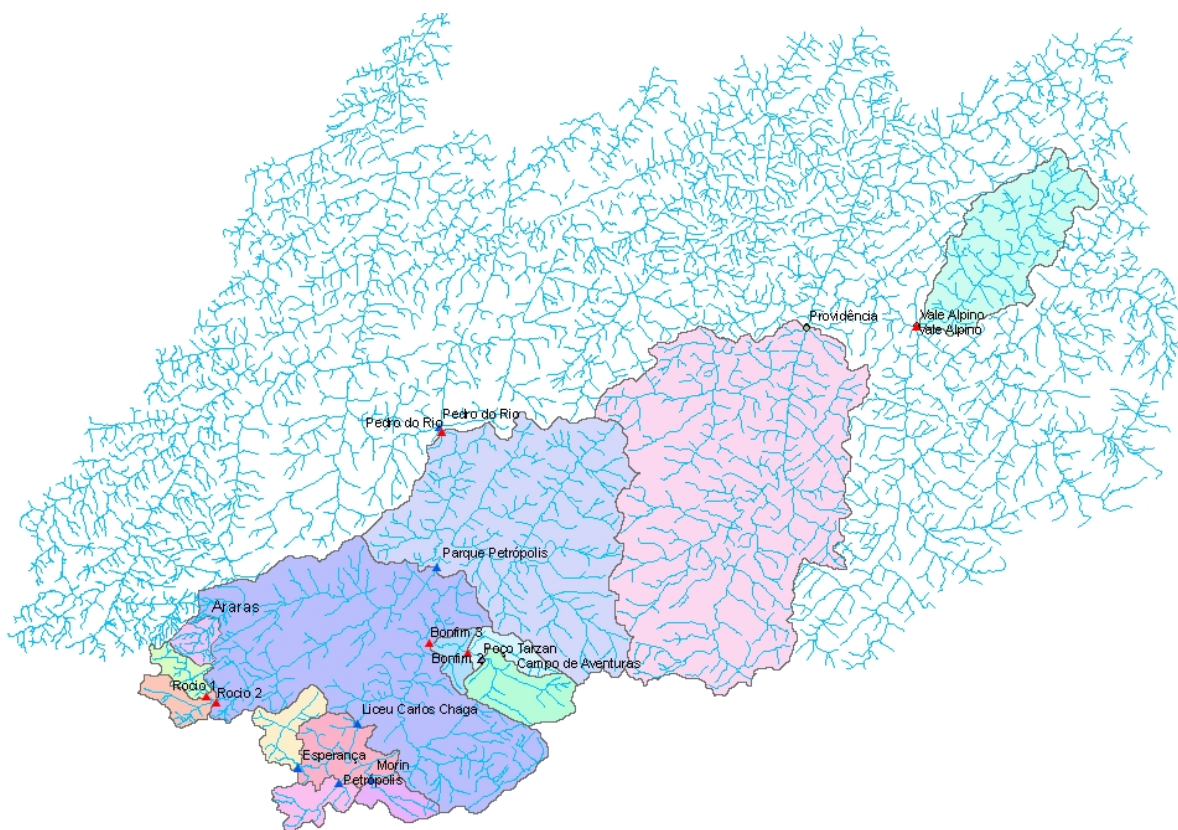 Providência
Vale Alpino
Vale Alpino
Pedro do Rio
Pedro do Rio
Parque Petrópolis
Araras
Bonfim 3
Poço Tarzan
Bonfim 2
Campo de Aventuras
Rocio 1
Rocio 2
Liceu Carlos Chaga
Esperança
Morin
Petrópolis